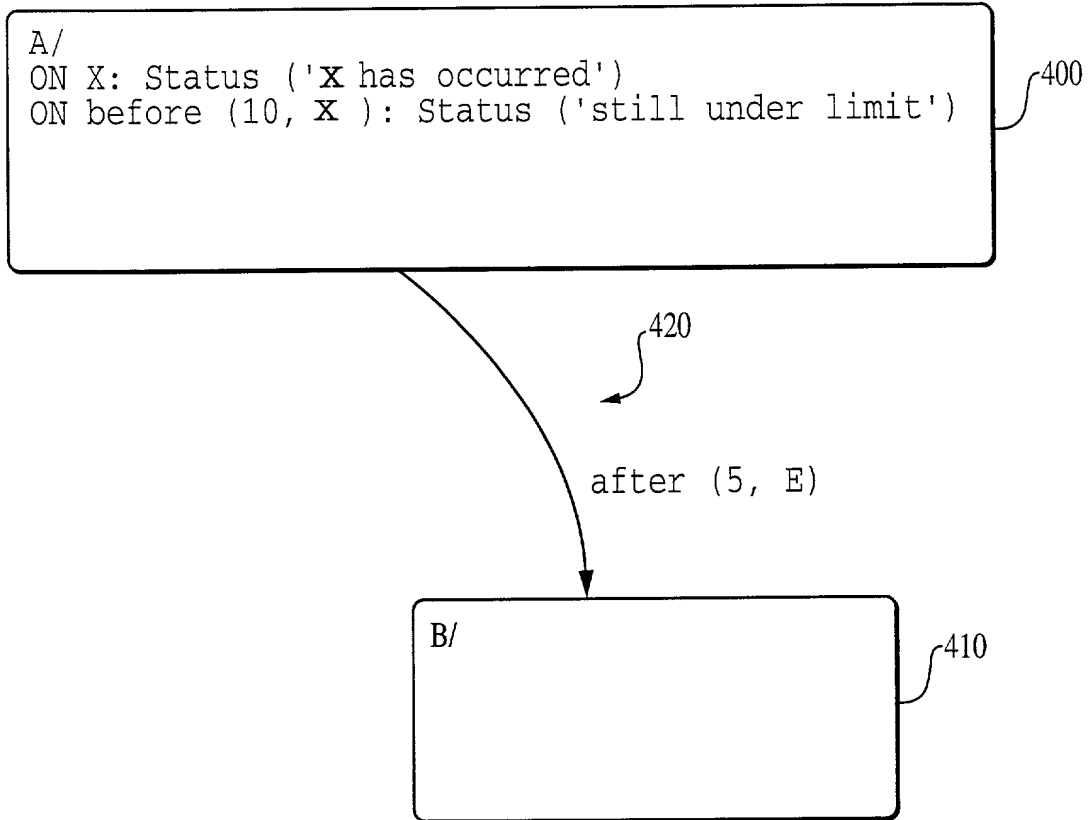 A/
ON X: Status ('X has occurred')
ON before (10, X ): Status ('still under limit')
400
420
after (5, E)
B/
410